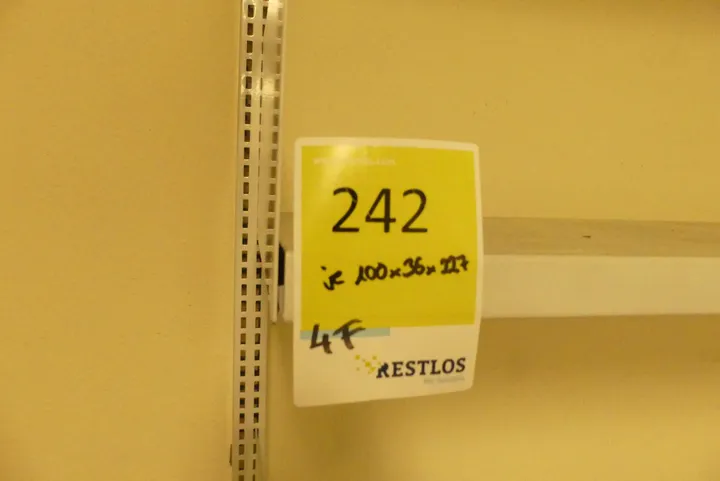 242
je 100x36x227
4F
RESTLOS